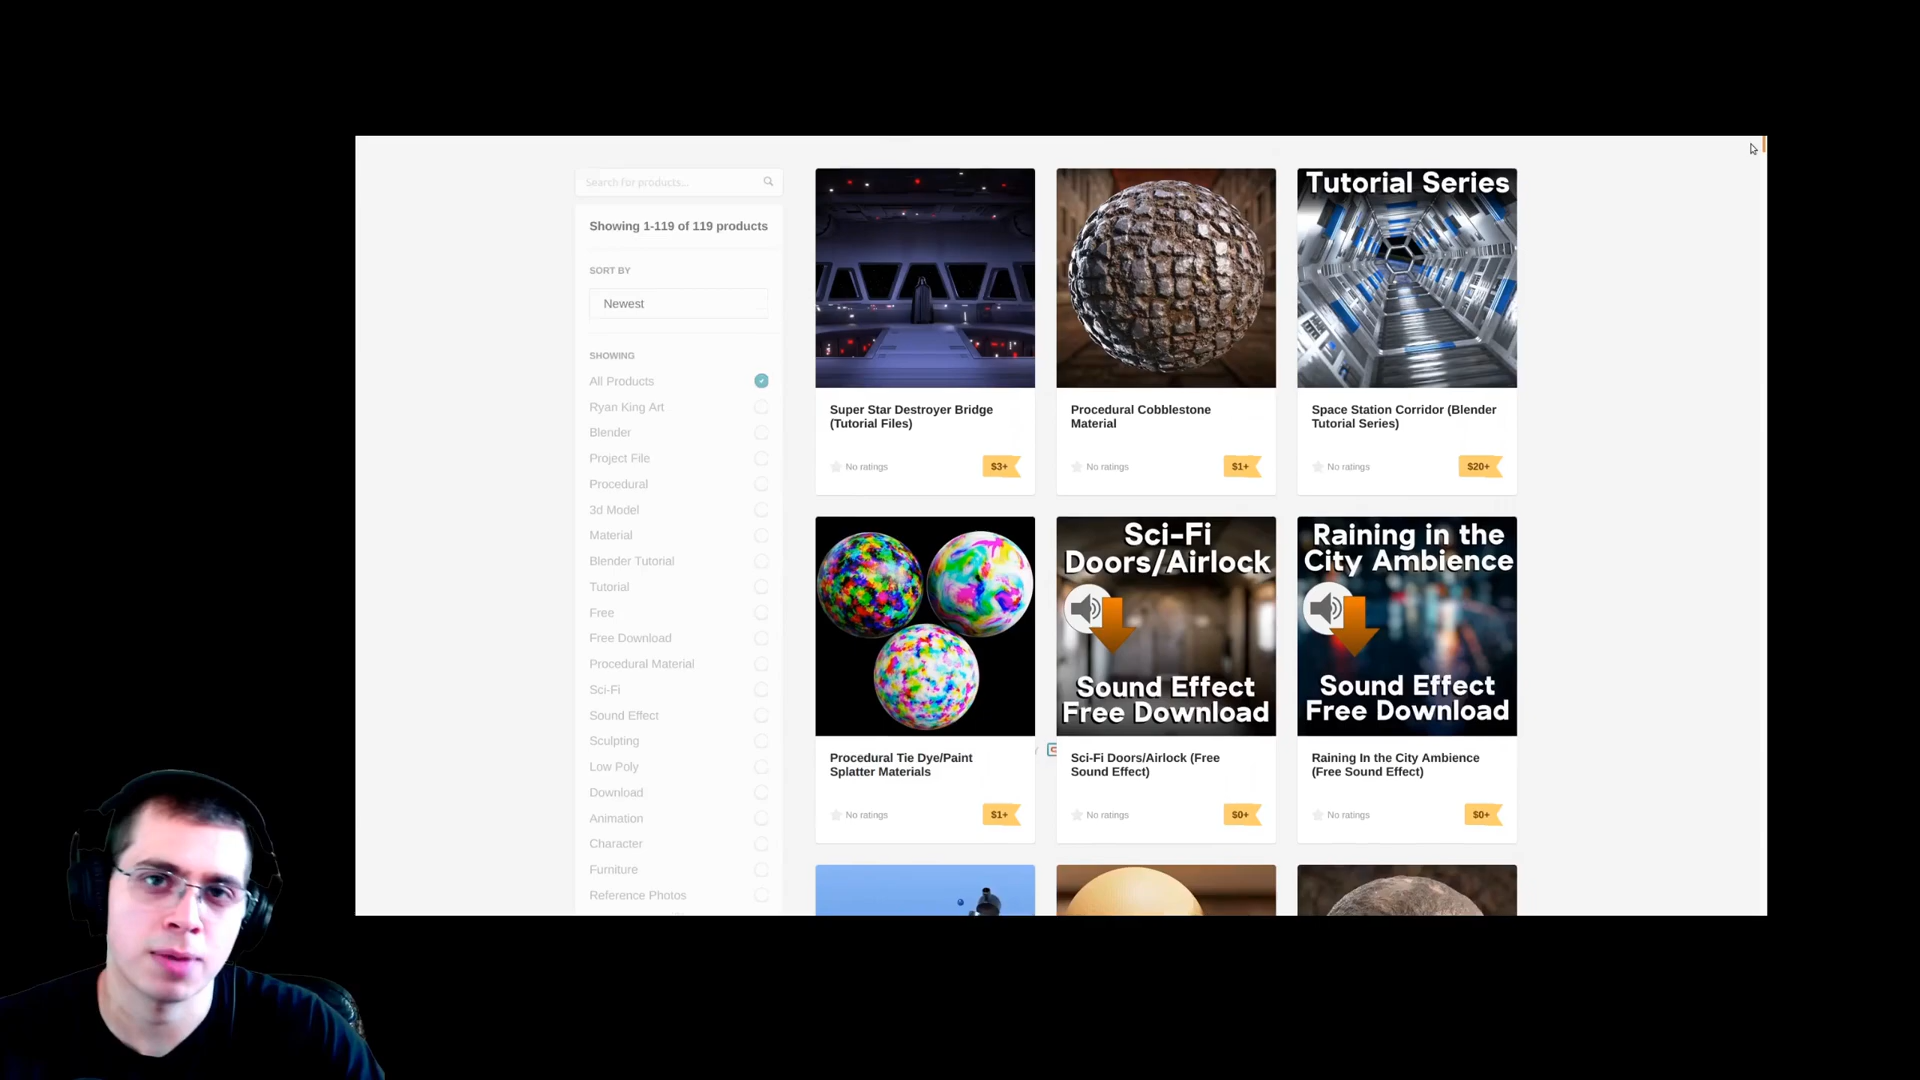 Search for products...
Showing 1-119 of 119 products
SORT BY
Newest
SHOWING
All Products
Ryan King Art
Blender
Project File
Procedural
3d Model
Material
Blender Tutorial
Tutorial
Free
Free Download
Procedural Material
Sci-Fi
Sound Effect
Sculpting
Low Poly
Download
Animation
Character
Furniture
Reference Photos
Super Star Destroyer Bridge
(Tutorial Files)
No ratings
$3+
Procedural Cobblestone
Material
No ratings
$1+
Tutorial Series
Space Station Corridor (Blender
Tutorial Series)
No ratings
$20+
Procedural Tie Dye/Paint
Splatter Materials
No ratings
$1+
Sci-Fi
Doors/Airlock
Sound Effect
Free Download
Sci-Fi Doors/Airlock (Free
Sound Effect)
No ratings
$0+
Raining in the
City Ambience
Sound Effect
Free Download
Raining In the City Ambience
(Free Sound Effect)
No ratings
$0+